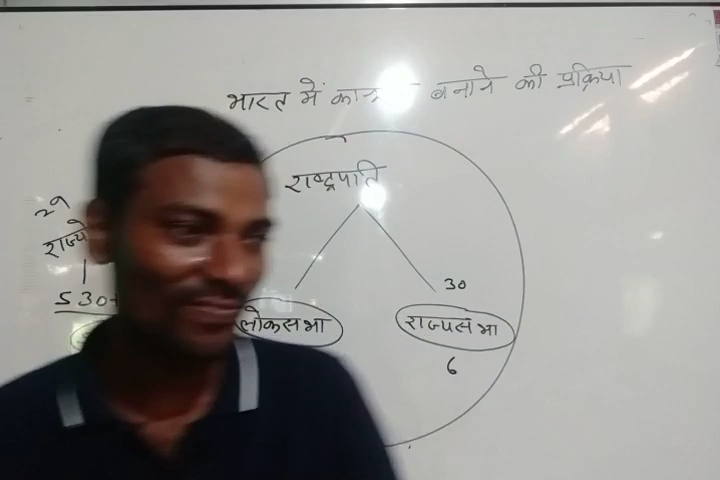 भारत में बनाने की प्रक्रिया
राष्ट्रपति
29
530+
30
लोकसभा
राज्यसभा
6